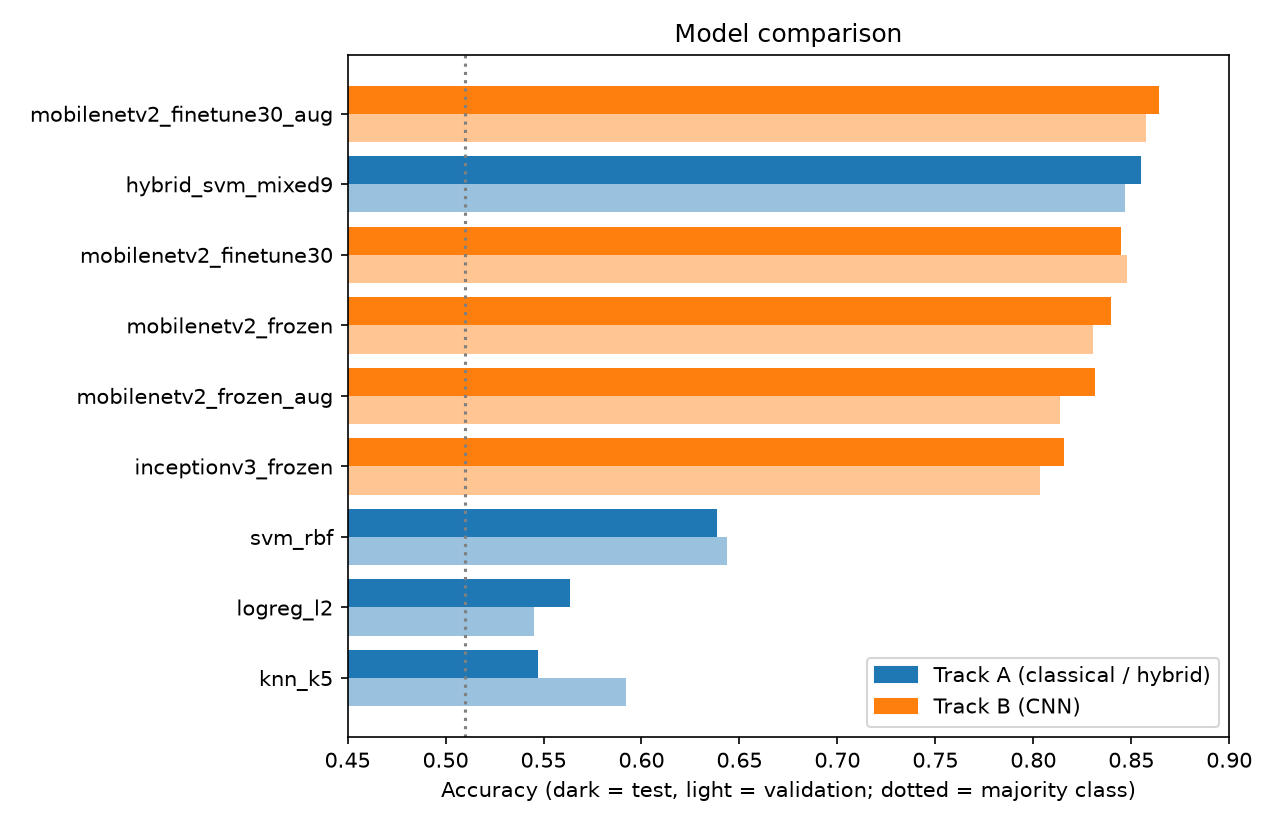 Model comparison
mobilenetv2_finetune30_aug
hybrid_svm_mixed9
mobilenetv2_finetune30
mobilenetv2_frozen
mobilenetv2_frozen_aug
inceptionv3_frozen
svm_rbf
logreg_l2
knn_k5
Track A (classical / hybrid)
Track B (CNN)
0.45 0.50 0.55 0.60 0.65 0.70 0.75 0.80 0.85 0.90
Accuracy (dark = test, light = validation; dotted = majority class)